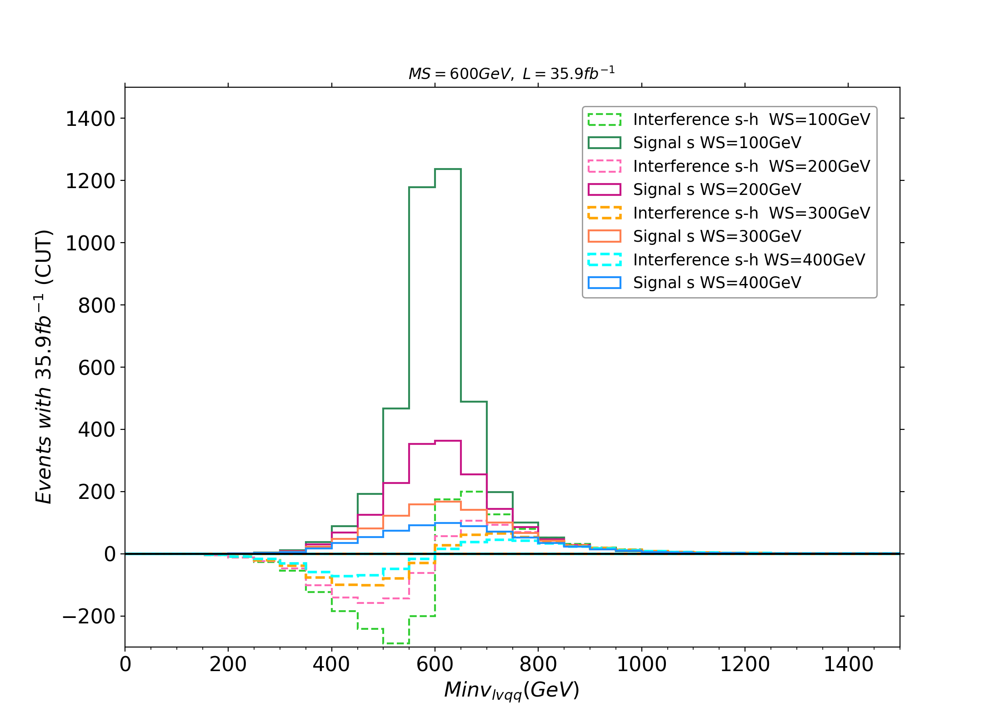 MS = 600GeV, L = 35.9fb⁻¹
1400
1200
1000
800
600
400
200
0
−200
Events with 35.9fb⁻¹ (CUT)
Interference s-h  WS=100GeV
Signal s WS=100GeV
Interference s-h  WS=200GeV
Signal s WS=200GeV
Interference s-h  WS=300GeV
Signal s WS=300GeV
Interference s-h WS=400GeV
Signal s WS=400GeV
0 200 400 600 800 1000 1200 1400
Minv_lvqq(GeV)